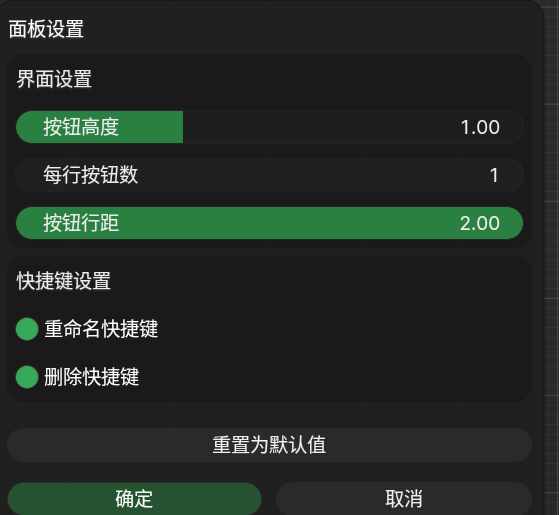 面板设置
界面设置
按钮高度 1.00
每行按钮数 1
按钮行距 2.00
快捷键设置
重命名快捷键
删除快捷键
重置为默认值
确定 取消